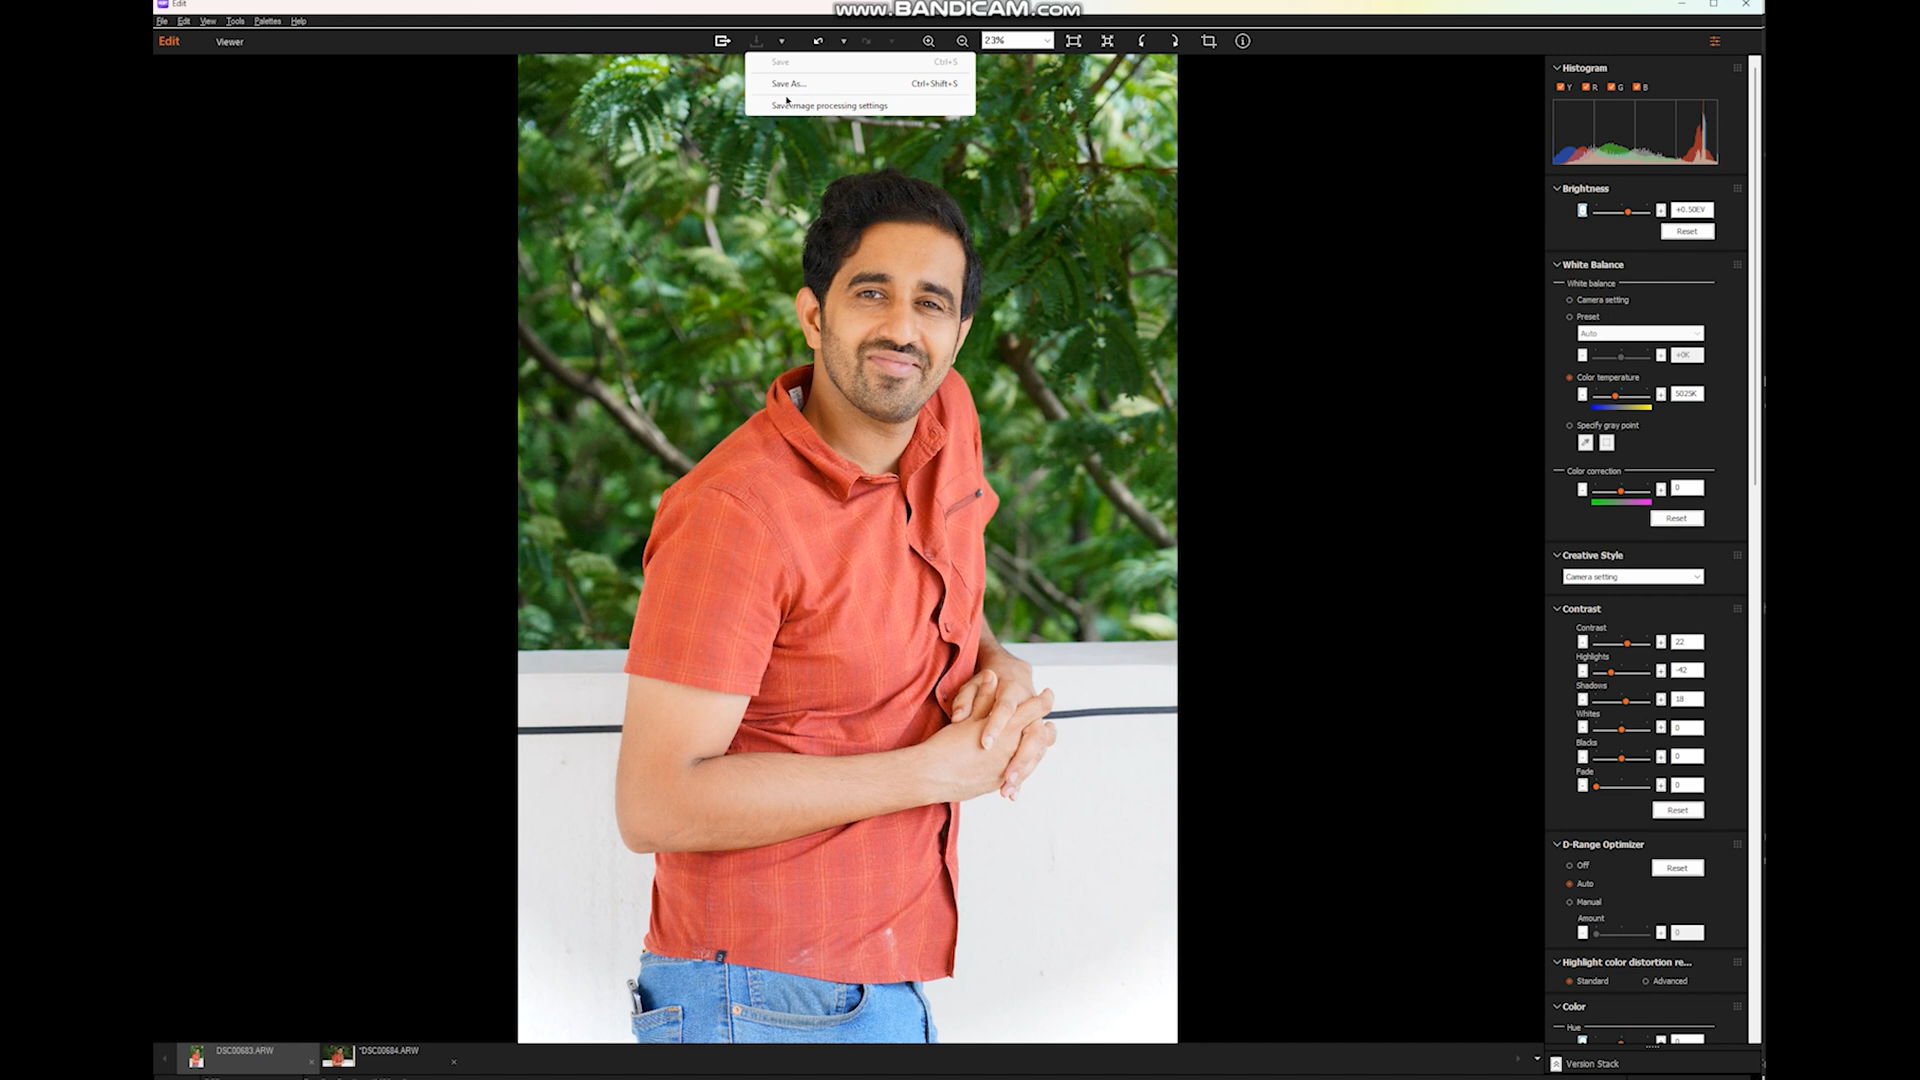 Edit
www.BANDICAM.com
File Edit View Tools Palettes Help
Edit Viewer
23%
Save Ctrl+S
Save As... Ctrl+Shift+S
Save image processing settings
Histogram
Y R G B
Brightness
+0.50EV
Reset
White Balance
White balance
Camera setting
Preset
Auto
+0K
Color temperature
5025K
Specify gray point
Color correction
0
Reset
Creative Style
Camera setting
Contrast
Contrast
22
Highlights
-42
Shadows
18
Whites
0
Blacks
0
Fade
0
Reset
D-Range Optimizer
Off
Reset
Auto
Manual
Amount
0
Highlight color distortion re...
Standard Advanced
Color
Hue
DSC00683.ARW *DSC00684.ARW
Version Stack